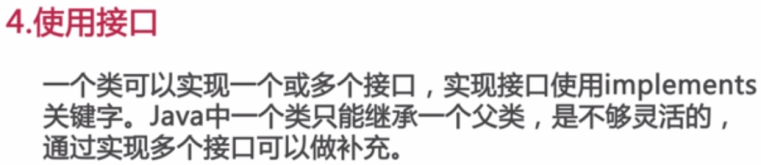 4.使用接口
一个类可以实现一个或多个接口，实现接口使用implements
关键字。Java中一个类只能继承一个父类，是不够灵活的，
通过实现多个接口可以做补充。